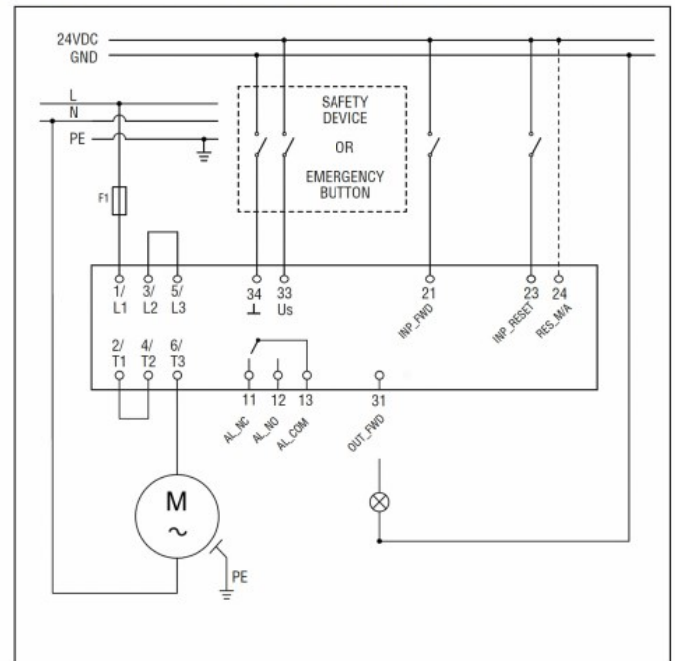 24VDC
GND
L
N
PE
SAFETY
DEVICE
OR
EMERGENCY
BUTTON
F1
1/ 3/ 5/ 34 33 21 23 24
L1 L2 L3 ⊥ Us INP_FWD INP_RESET RES_M/A
2/ 4/ 6/
T1 T2 T3
11 12 13 31
AL_NC AL_NO AL_COM OUT_FWD
M
~
PE